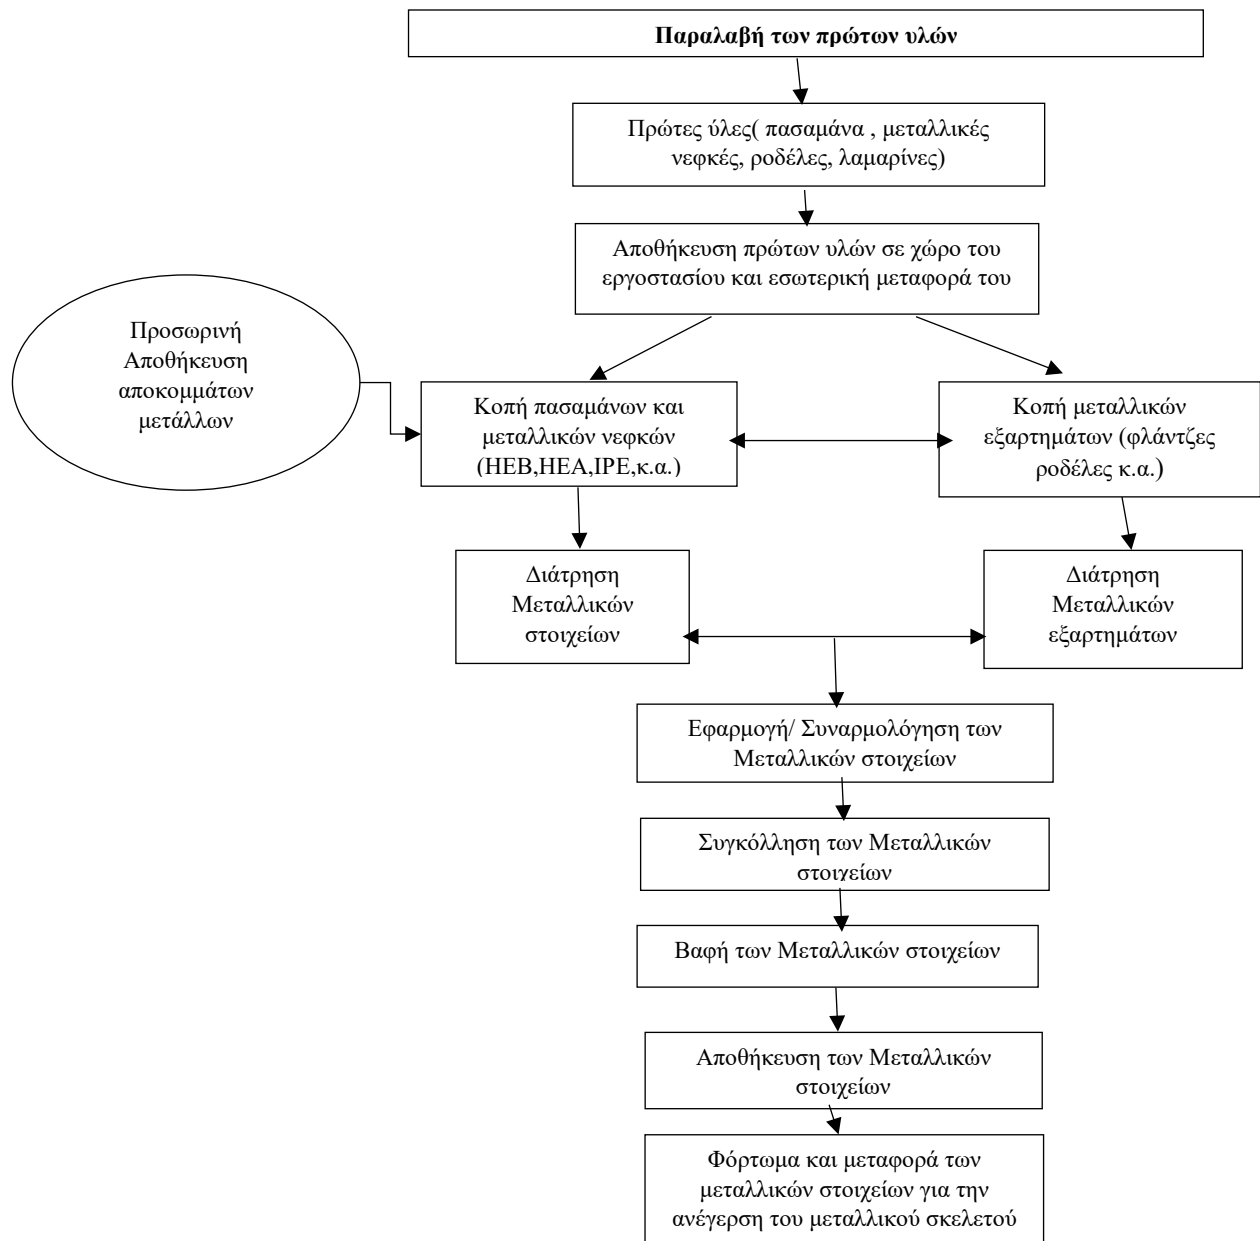 Παραλαβή των πρώτων υλών
Πρώτες ύλες( πασαμάνα , μεταλλικές
νεφκές, ροδέλες, λαμαρίνες)
Αποθήκευση πρώτων υλών σε χώρο του
εργοστασίου και εσωτερική μεταφορά του
Προσωρινή
Αποθήκευση
αποκομμάτων
μετάλλων
Κοπή πασαμάνων και
μεταλλικών νεφκών
(HEB,HEA,IPE,κ.α.)
Κοπή μεταλλικών
εξαρτημάτων (φλάντζες
ροδέλες κ.α.)
Διάτρηση
Μεταλλικών
στοιχείων
Διάτρηση
Μεταλλικών
εξαρτημάτων
Εφαρμογή/ Συναρμολόγηση των
Μεταλλικών στοιχείων
Συγκόλληση των Μεταλλικών
στοιχείων
Βαφή των Μεταλλικών στοιχείων
Αποθήκευση των Μεταλλικών
στοιχείων
Φόρτωμα και μεταφορά των
μεταλλικών στοιχείων για την
ανέγερση του μεταλλικού σκελετού